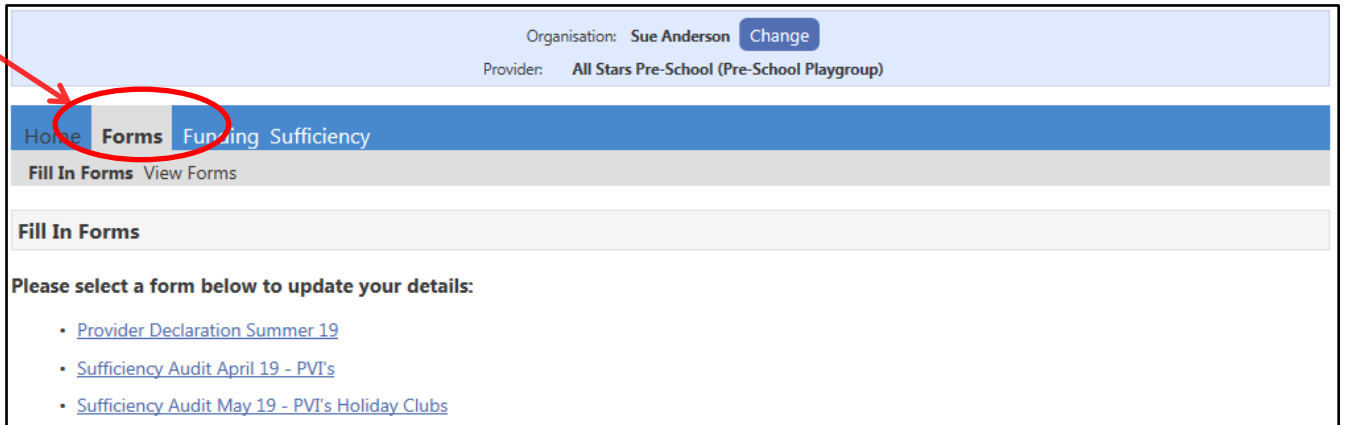 Organisation: Sue Anderson Change
Provider: All Stars Pre-School (Pre-School Playgroup)
Home Forms Funding Sufficiency
Fill In Forms View Forms
Fill In Forms
Please select a form below to update your details:
• Provider Declaration Summer 19
• Sufficiency Audit April 19 - PVI's
• Sufficiency Audit May 19 - PVI's Holiday Clubs